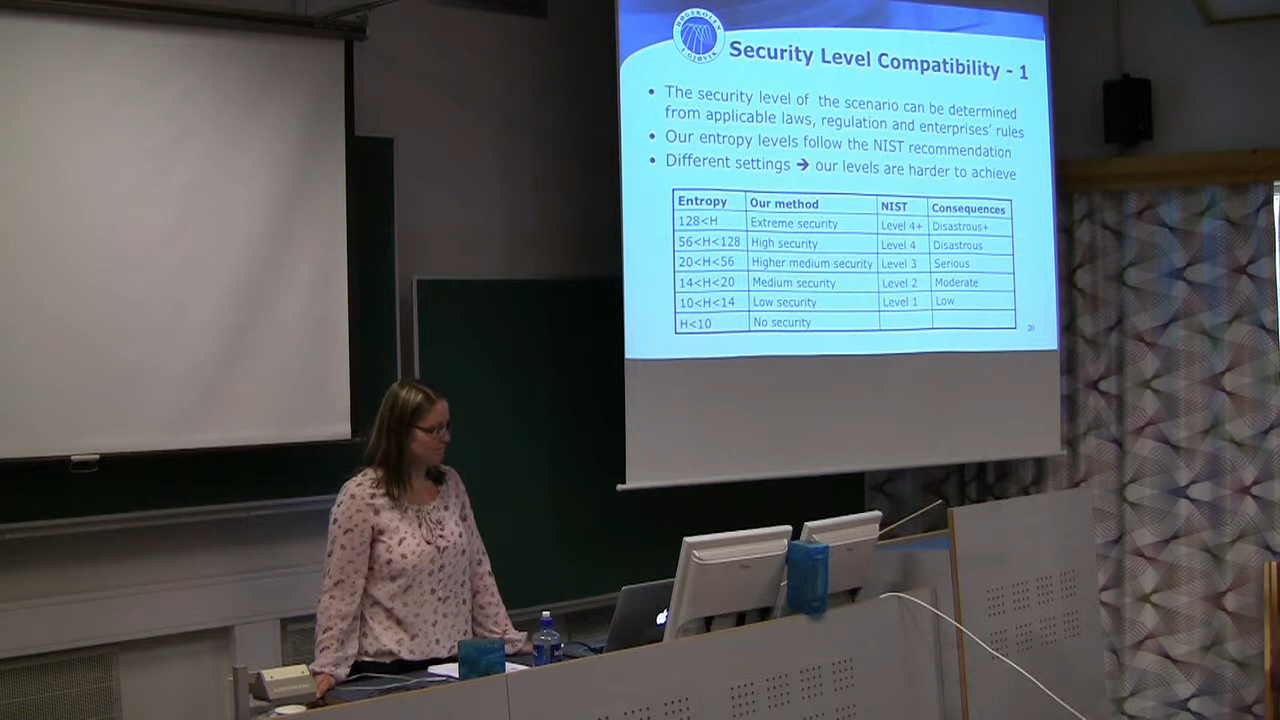 HØGSKOLEN
I GJØVIK
Security Level Compatibility - 1
• The security level of the scenario can be determined
from applicable laws, regulation and enterprises' rules
• Our entropy levels follow the NIST recommendation
• Different settings ➔ our levels are harder to achieve
Entropy Our method NIST Consequences
128<H Extreme security Level 4+ Disastrous+
56<H<128 High security Level 4 Disastrous
20<H<56 Higher medium security Level 3 Serious
14<H<20 Medium security Level 2 Moderate
10<H<14 Low security Level 1 Low
H<10 No security
20